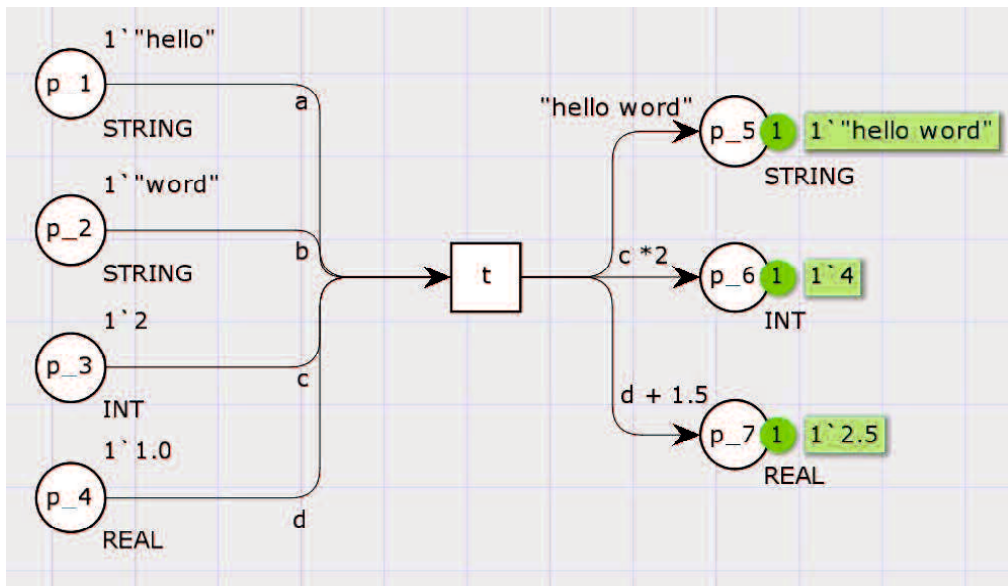 1`"hello"
p_1
a
STRING
1`"word"
p_2
b
STRING
1`2
p_3
c
INT
1`1.0
p_4
d
REAL
t
"hello word"
p_5
1
1`"hello word"
STRING
c *2
p_6
1
1`4
INT
d + 1.5
p_7
1
1`2.5
REAL